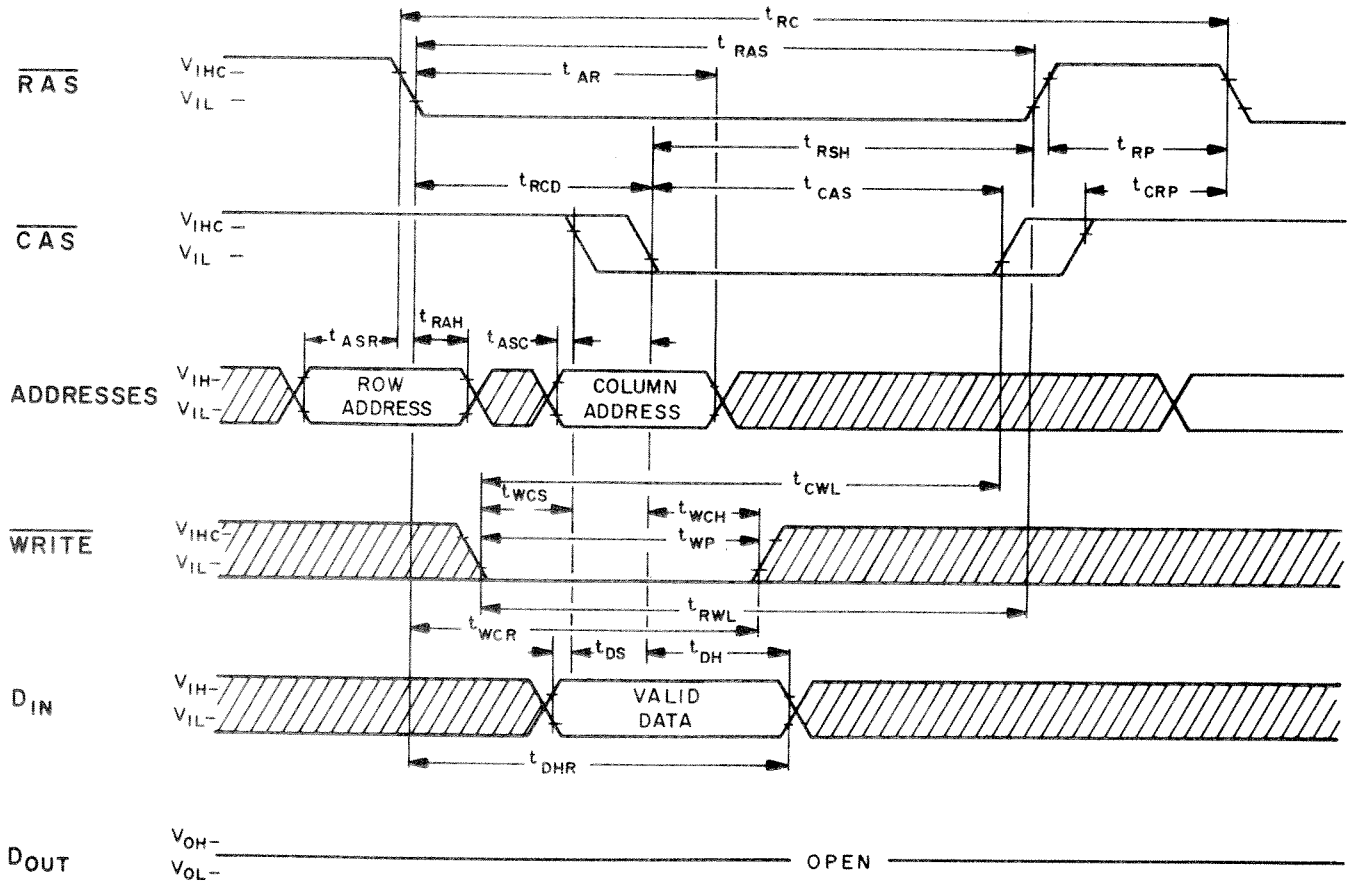 tRC
tRAS
tAR
RAS
VIHC
VIL
tRSH
tRP
tRCD
tCAS
tCRP
CAS
VIHC
VIL
tASR
tRAH
tASC
ADDRESSES
VIH
VIL
ROW
ADDRESS
COLUMN
ADDRESS
tCWL
tWCS
tWCH
WRITE
VIHC
VIL
tWP
tRWL
tWCR
tDS
tDH
DIN
VIH
VIL
VALID
DATA
tDHR
DOUT
VOH
VOL
OPEN